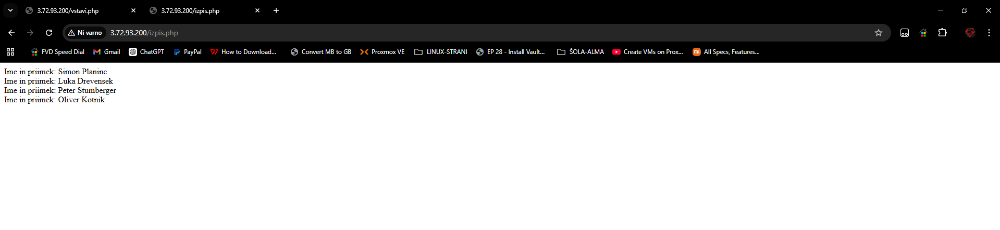 3.72.93.200/vstavi.php
3.72.93.200/izpis.php
Ni varno 3.72.93.200/izpis.php
FVD Speed Dial Gmail ChatGPT PayPal How to Download... Convert MB to GB Proxmox VE LINUX-STRANI EP 28 - Install Vault... ŠOLA-ALMA Create VMs on Prox... All Specs, Features...
Ime in priimek: Simon Planinc
Ime in priimek: Luka Drevensek
Ime in priimek: Peter Stumberger
Ime in priimek: Oliver Kotnik